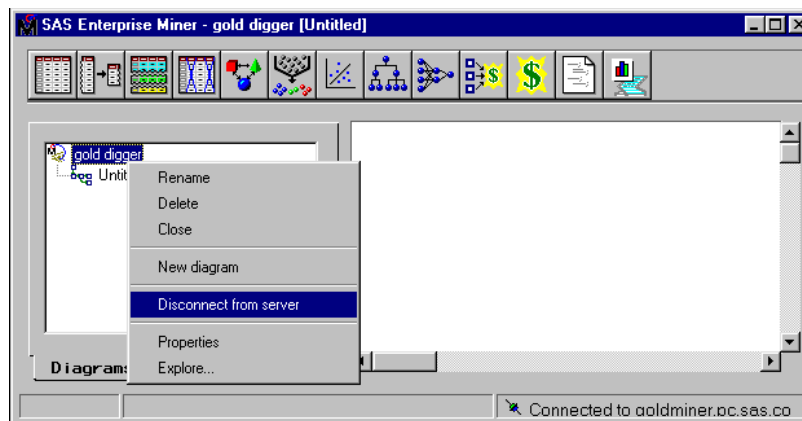 SAS Enterprise Miner - gold digger [Untitled]
gold digger
Untit
Rename
Delete
Close
New diagram
Disconnect from server
Properties
Explore...
Diagrams
Connected to goldminer.pc.sas.co